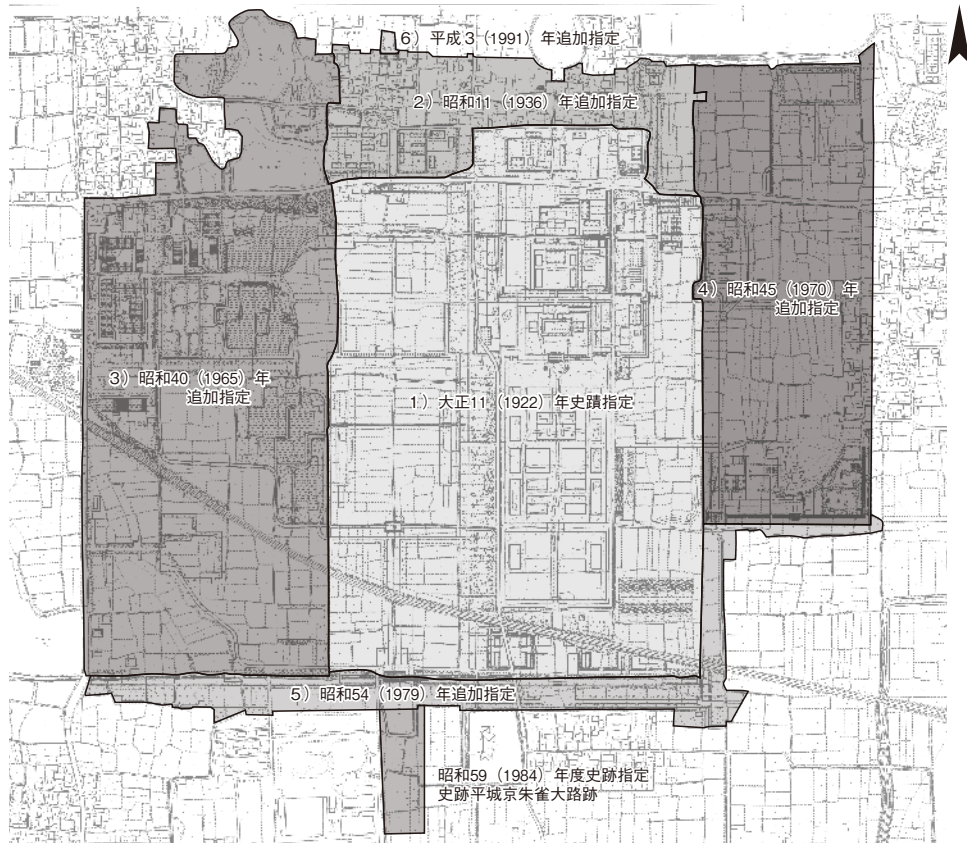 6）平成3（1991）年追加指定
2）昭和11（1936）年追加指定
4）昭和45（1970）年
追加指定
3）昭和40（1965）年
追加指定
1）大正11（1922）年史蹟指定
5）昭和54（1979）年追加指定
昭和59（1984）年度史跡指定
史跡平城京朱雀大路跡